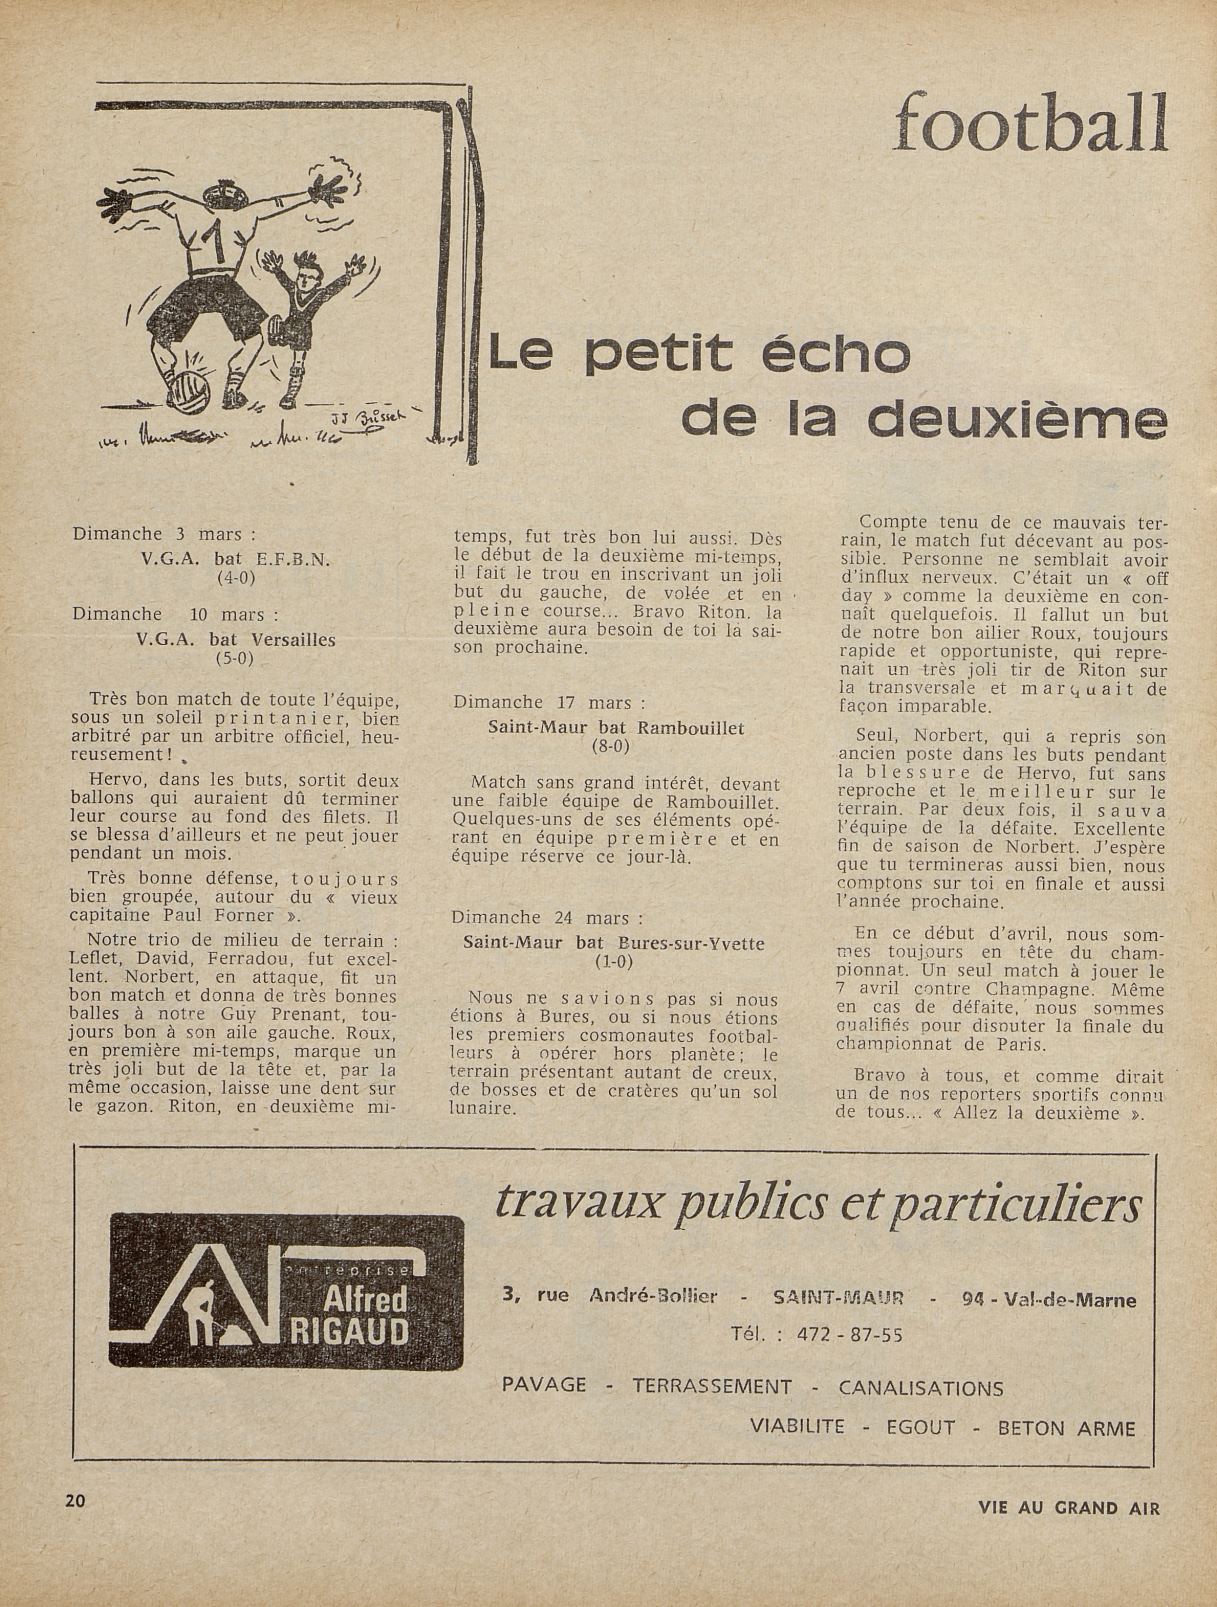 football
JJ Brisset
Le petit écho
de la deuxième
Dimanche 3 mars :
V.G.A. bat E.F.B.N.
(4-0)
Dimanche 10 mars :
V.G.A. bat Versailles
(5-0)
Très bon match de toute l'équipe,
sous un soleil printanier, bien
arbitré par un arbitre officiel, heu-
reusement !
Hervo, dans les buts, sortit deux
ballons qui auraient dû terminer
leur course au fond des filets. Il
se blessa d'ailleurs et ne peut jouer
pendant un mois.
Très bonne défense, toujours
bien groupée, autour du « vieux
capitaine Paul Forner ».
Notre trio de milieu de terrain :
Leflet, David, Ferradou, fut excel-
lent. Norbert, en attaque, fit un
bon match et donna de très bonnes
balles à notre Guy Prenant, tou-
jours bon à son aile gauche. Roux,
en première mi-temps, marque un
très joli but de la tête et, par la
même occasion, laisse une dent sur
le gazon. Riton, en deuxième mi-
temps, fut très bon lui aussi. Dès
le début de la deuxième mi-temps,
il fait le trou en inscrivant un joli
but du gauche, de volée et en
pleine course... Bravo Riton. la
deuxième aura besoin de toi la sai-
son prochaine.
Dimanche 17 mars :
Saint-Maur bat Rambouillet
(8-0)
Match sans grand intérêt, devant
une faible équipe de Rambouillet.
Quelques-uns de ses éléments opé-
rant en équipe première et en
équipe réserve ce jour-là.
Dimanche 24 mars :
Saint-Maur bat Bures-sur-Yvette
(1-0)
Nous ne savions pas si nous
étions à Bures, ou si nous étions
les premiers cosmonautes footbal-
leurs à opérer hors planète; le
terrain présentant autant de creux,
de bosses et de cratères qu'un sol
lunaire.
Compte tenu de ce mauvais ter-
rain, le match fut décevant au pos-
sible. Personne ne semblait avoir
d'influx nerveux. C'était un « off
day » comme la deuxième en con-
naît quelquefois. Il fallut un but
de notre bon ailier Roux, toujours
rapide et opportuniste, qui repre-
nait un très joli tir de Riton sur
la transversale et marquait de
façon imparable.
Seul, Norbert, qui a repris son
ancien poste dans les buts pendant
la blessure de Hervo, fut sans
reproche et le meilleur sur le
terrain. Par deux fois, il sauva
l'équipe de la défaite. Excellente
fin de saison de Norbert. J'espère
que tu termineras aussi bien, nous
comptons sur toi en finale et aussi
l'année prochaine.
En ce début d'avril, nous som-
mes toujours en tête du cham-
pionnat. Un seul match à jouer le
7 avril contre Champagne. Même
en cas de défaite, nous sommes
qualifiés pour disputer la finale du
championnat de Paris.
Bravo à tous, et comme dirait
un de nos reporters sportifs connu
de tous... « Allez la deuxième ».
travaux publics et particuliers
entreprise
Alfred
RIGAUD
3, rue André-Bollier - SAINT-MAUR - 94 - Val-de-Marne
Tél. : 472 - 87-55
PAVAGE - TERRASSEMENT - CANALISATIONS
VIABILITE - EGOUT - BETON ARME
20
VIE AU GRAND AIR